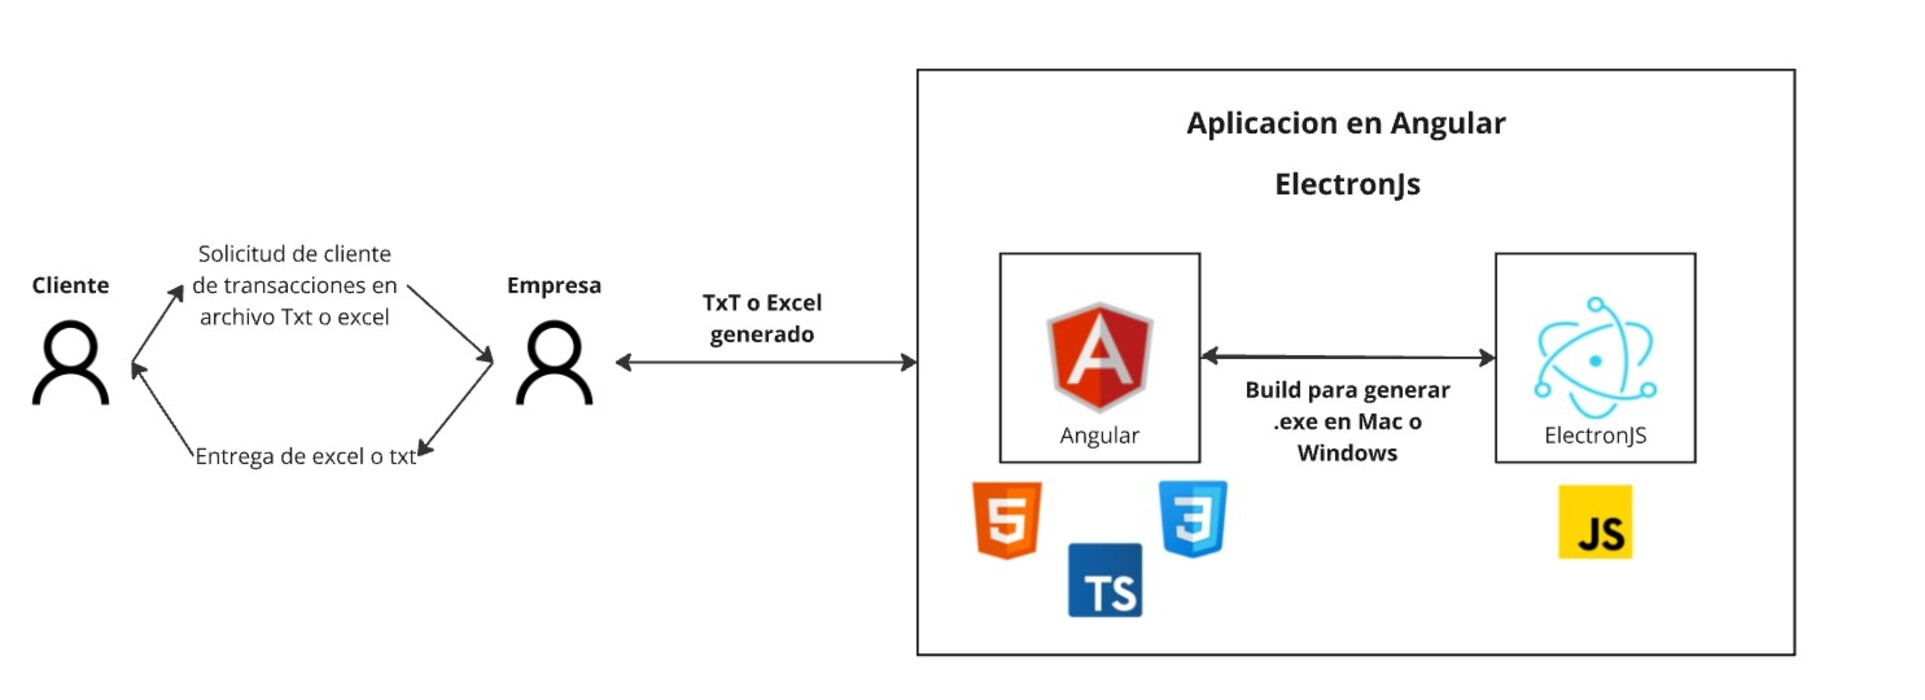 Aplicacion en Angular
ElectronJs
Cliente
Solicitud de cliente
de transacciones en
archivo Txt o excel
Entrega de excel o txt
Empresa
TxT o Excel
generado
A
Angular
Build para generar
.exe en Mac o
Windows
ElectronJS
5
TS
3
JS